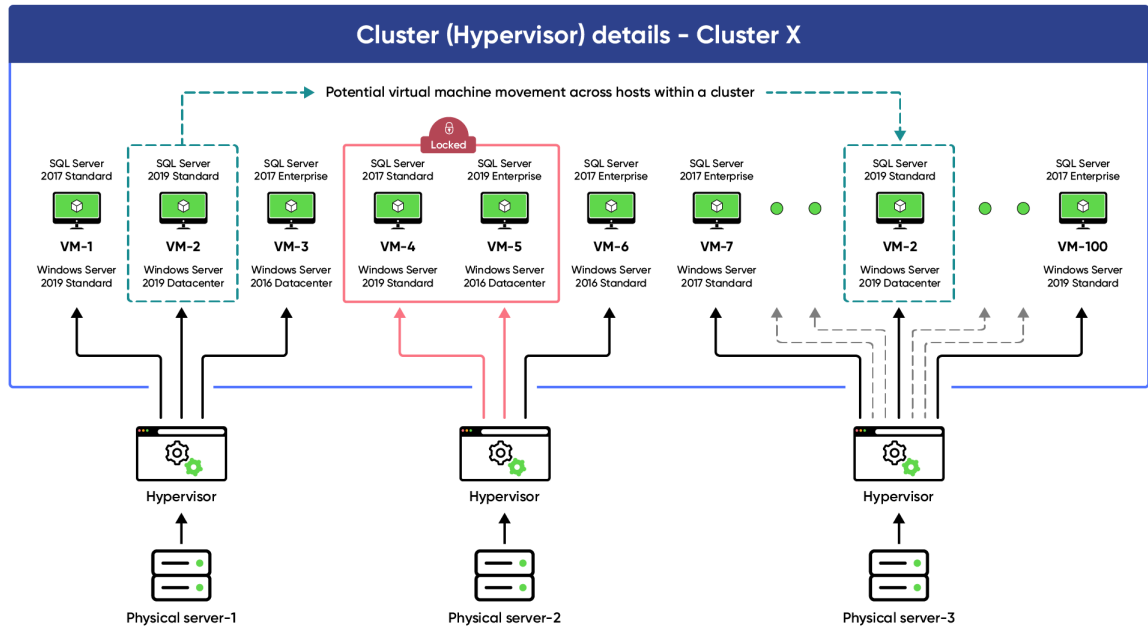 Cluster (Hypervisor) details - Cluster X
Potential virtual machine movement across hosts within a cluster
Locked
SQL Server
2017 Standard
VM-1
Windows Server
2019 Standard
SQL Server
2019 Standard
VM-2
Windows Server
2019 Datacenter
SQL Server
2017 Enterprise
VM-3
Windows Server
2016 Datacenter
SQL Server
2017 Standard
VM-4
Windows Server
2019 Standard
SQL Server
2019 Enterprise
VM-5
Windows Server
2016 Datacenter
SQL Server
2017 Enterprise
VM-6
Windows Server
2016 Standard
SQL Server
2017 Enterprise
VM-7
Windows Server
2017 Standard
SQL Server
2019 Standard
VM-2
Windows Server
2019 Datacenter
SQL Server
2017 Enterprise
VM-100
Windows Server
2019 Standard
Hypervisor
Hypervisor
Hypervisor
Physical server-1
Physical server-2
Physical server-3